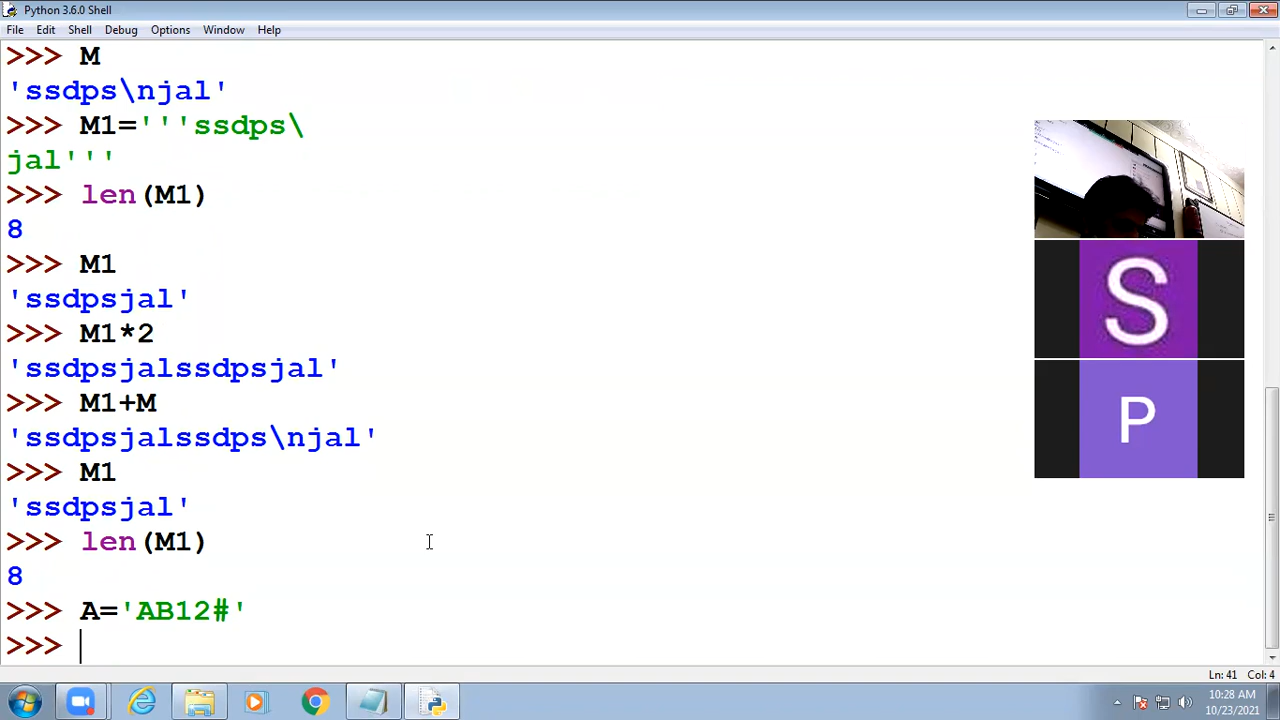 Python 3.6.0 Shell
File Edit Shell Debug Options Window Help
>>> M
'ssdps\njal'
>>> M1='''ssdps\
jal'''
>>> len(M1)
8
>>> M1
'ssdpsjal'
>>> M1*2
'ssdpsjalssdpsjal'
>>> M1+M
'ssdpsjalssdps\njal'
>>> M1
'ssdpsjal'
>>> len(M1)
8
>>> A='AB12#'
>>>
S
P
Ln: 41 Col: 4
10:28 AM
10/23/2021